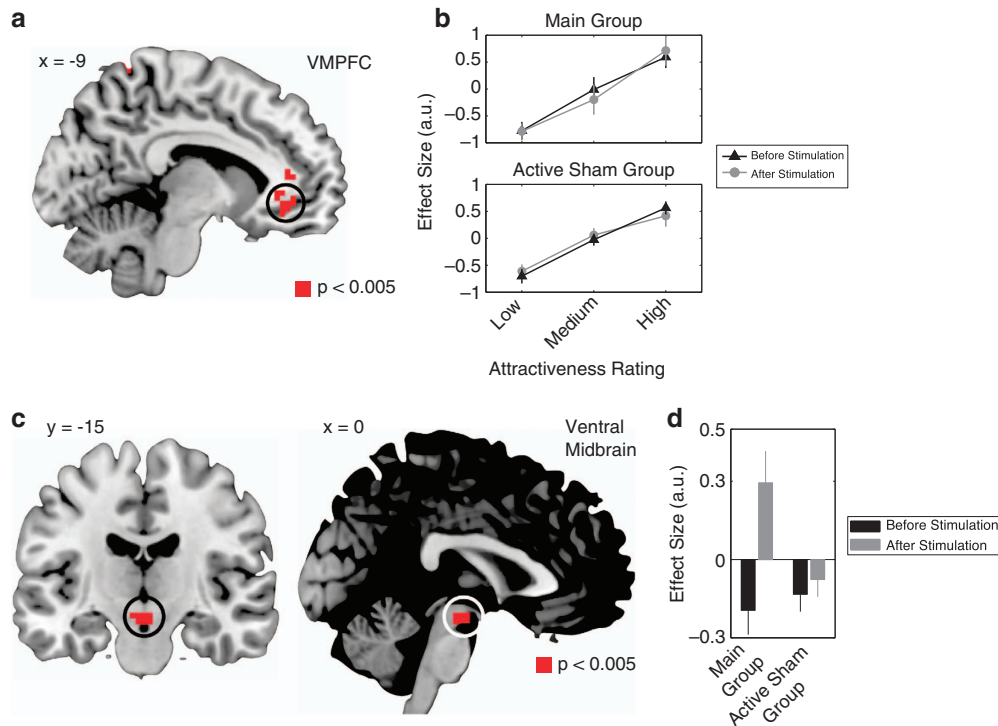 a
x = -9
VMPFC
p < 0.005
b
Main Group
1
0.5
0
−0.5
−1
Active Sham Group
1
0.5
0
−0.5
−1
Effect Size (a.u.)
Low
Medium
High
Attractiveness Rating
Before Stimulation
After Stimulation
c
y = -15
x = 0
Ventral
Midbrain
p < 0.005
d
0.5
0.3
0
−0.3
Effect Size (a.u.)
Main
Group
Active Sham
Group
Before Stimulation
After Stimulation